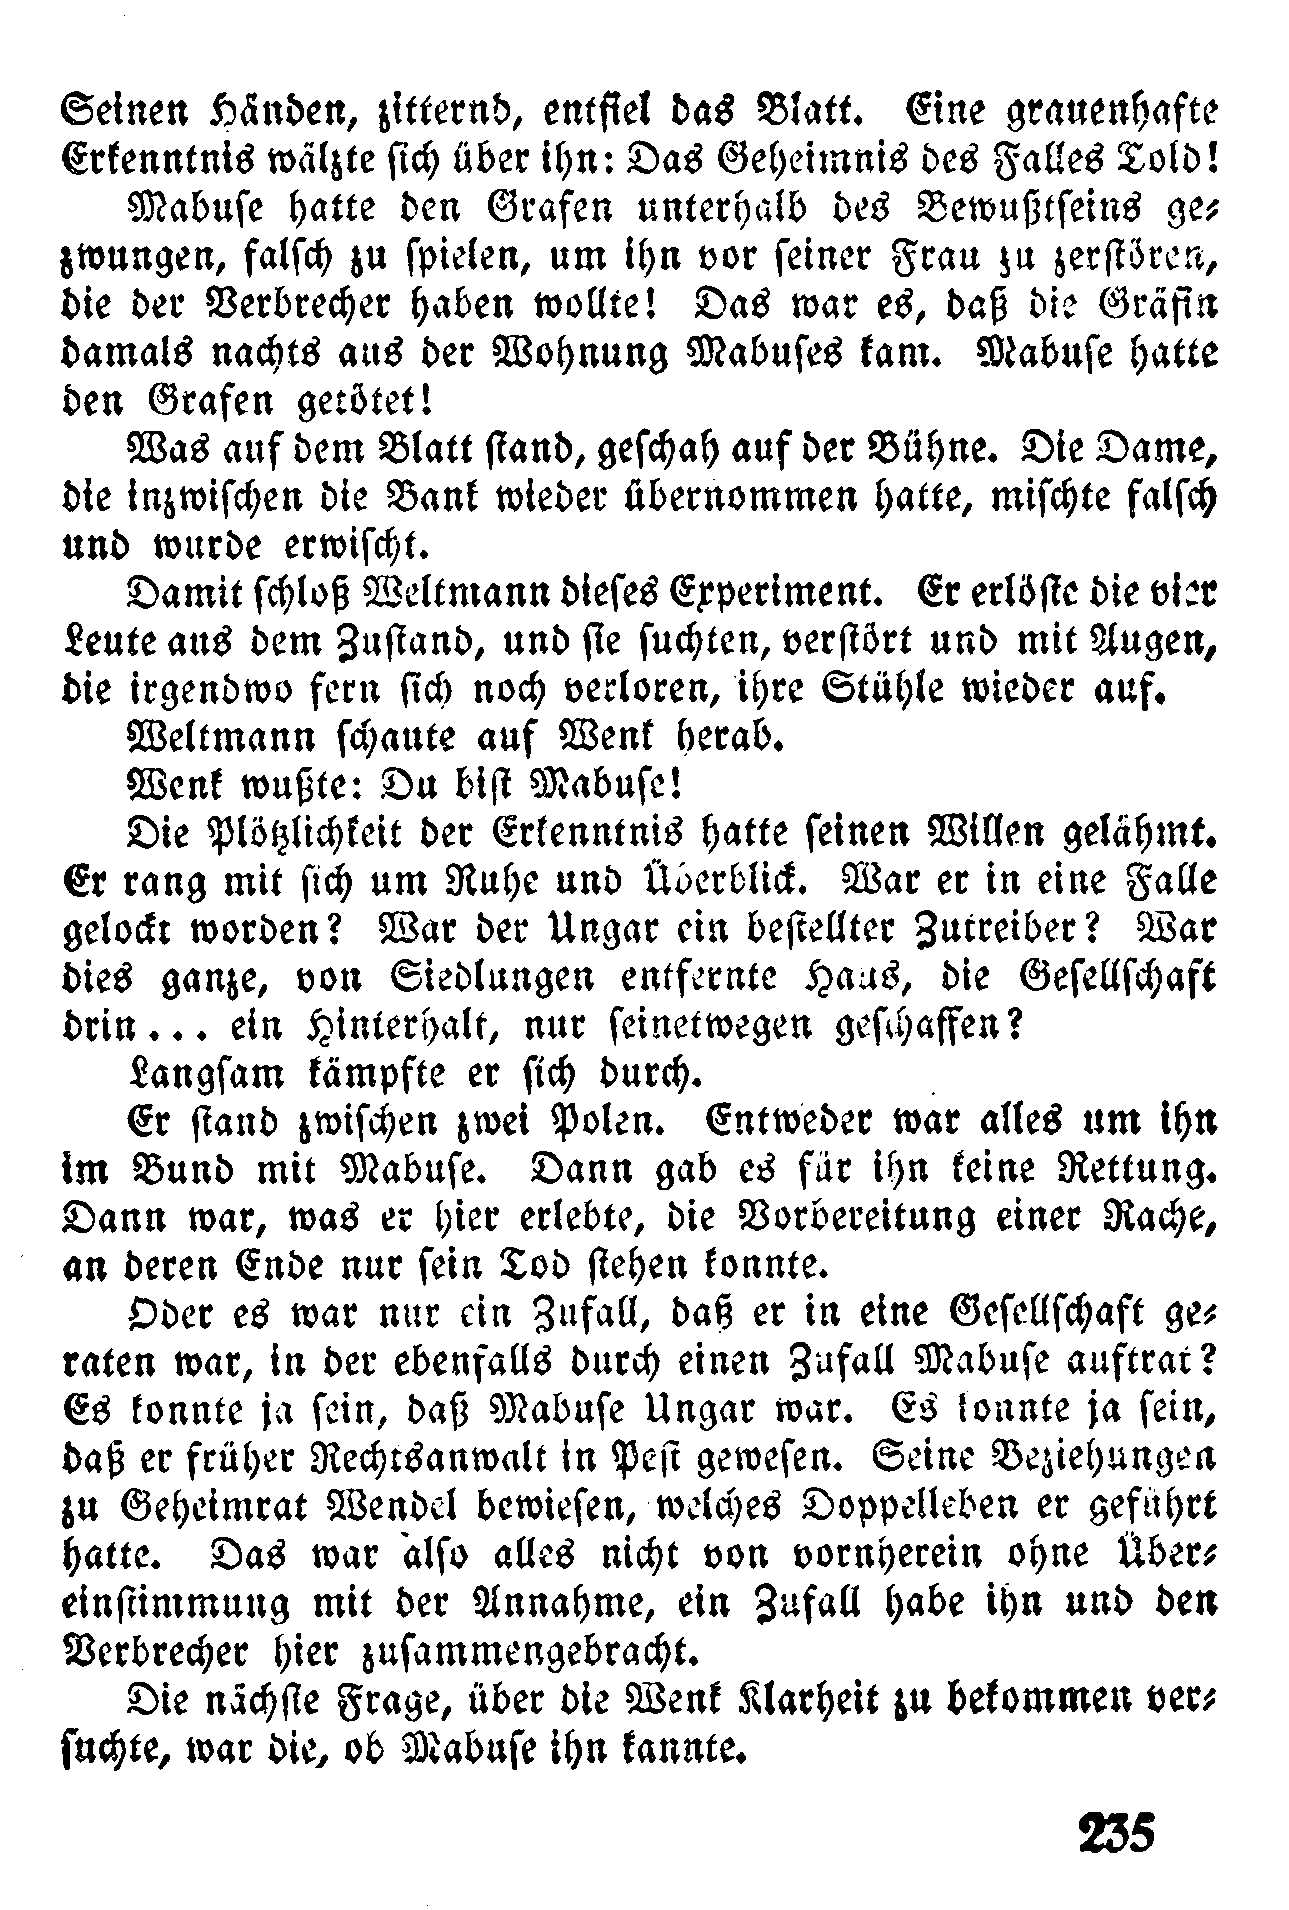 Seinen Händen, zitternd, entfiel das Blatt. Eine grauenhafte
Erkenntnis wälzte sich über ihn: Das Geheimnis des Falles Told!
Mabuse hatte den Grafen unterhalb des Bewußtseins ge-
zwungen, falsch zu spielen, um ihn vor seiner Frau zu zerstören,
die der Verbrecher haben wollte! Das war es, daß die Gräfin
damals nachts aus der Wohnung Mabuses kam. Mabuse hatte
den Grafen getötet!
Was auf dem Blatt stand, geschah auf der Bühne. Die Dame,
die inzwischen die Bank wieder übernommen hatte, mischte falsch
und wurde erwischt.
Damit schloß Weltmann dieses Experiment. Er erlöste die vier
Leute aus dem Zustand, und sie suchten, verstört und mit Augen,
die irgendwo fern sich noch verloren, ihre Stühle wieder auf.
Weltmann schaute auf Wenk herab.
Wenk wußte: Du bist Mabuse!
Die Plötzlichkeit der Erkenntnis hatte seinen Willen gelähmt.
Er rang mit sich um Ruhe und Überblick. War er in eine Falle
gelockt worden? War der Ungar ein bestellter Zutreiber? War
dies ganze, von Siedlungen entfernte Haus, die Gesellschaft
drin... ein Hinterhalt, nur seinetwegen geschaffen?
Langsam kämpfte er sich durch.
Er stand zwischen zwei Polen. Entweder war alles um ihn
im Bund mit Mabuse. Dann gab es für ihn keine Rettung.
Dann war, was er hier erlebte, die Vorbereitung einer Rache,
an deren Ende nur sein Tod stehen konnte.
Oder es war nur ein Zufall, daß er in eine Gesellschaft ge-
raten war, in der ebenfalls durch einen Zufall Mabuse auftrat?
Es konnte ja sein, daß Mabuse Ungar war. Es konnte ja sein,
daß er früher Rechtsanwalt in Pest gewesen. Seine Beziehungen
zu Geheimrat Wendel bewiesen, welches Doppelleben er geführt
hatte. Das war also alles nicht von vornherein ohne Über-
einstimmung mit der Annahme, ein Zufall habe ihn und den
Verbrecher hier zusammengebracht.
Die nächste Frage, über die Wenk Klarheit zu bekommen ver-
suchte, war die, ob Mabuse ihn kannte.
235